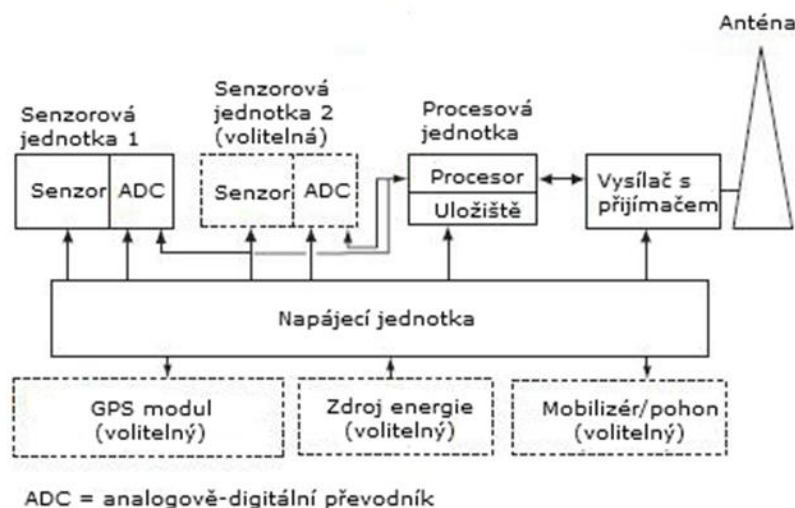 Anténa
Senzorová
jednotka 1
Senzorová
jednotka 2
(volitelná)
Procesová
jednotka
Senzor
ADC
Senzor
ADC
Procesor
Uložiště
Vysílač s
přijímačem
Napájecí jednotka
GPS modul
(volitelný)
Zdroj energie
(volitelný)
Mobilizér/pohon
(volitelný)
ADC = analogově-digitální převodník